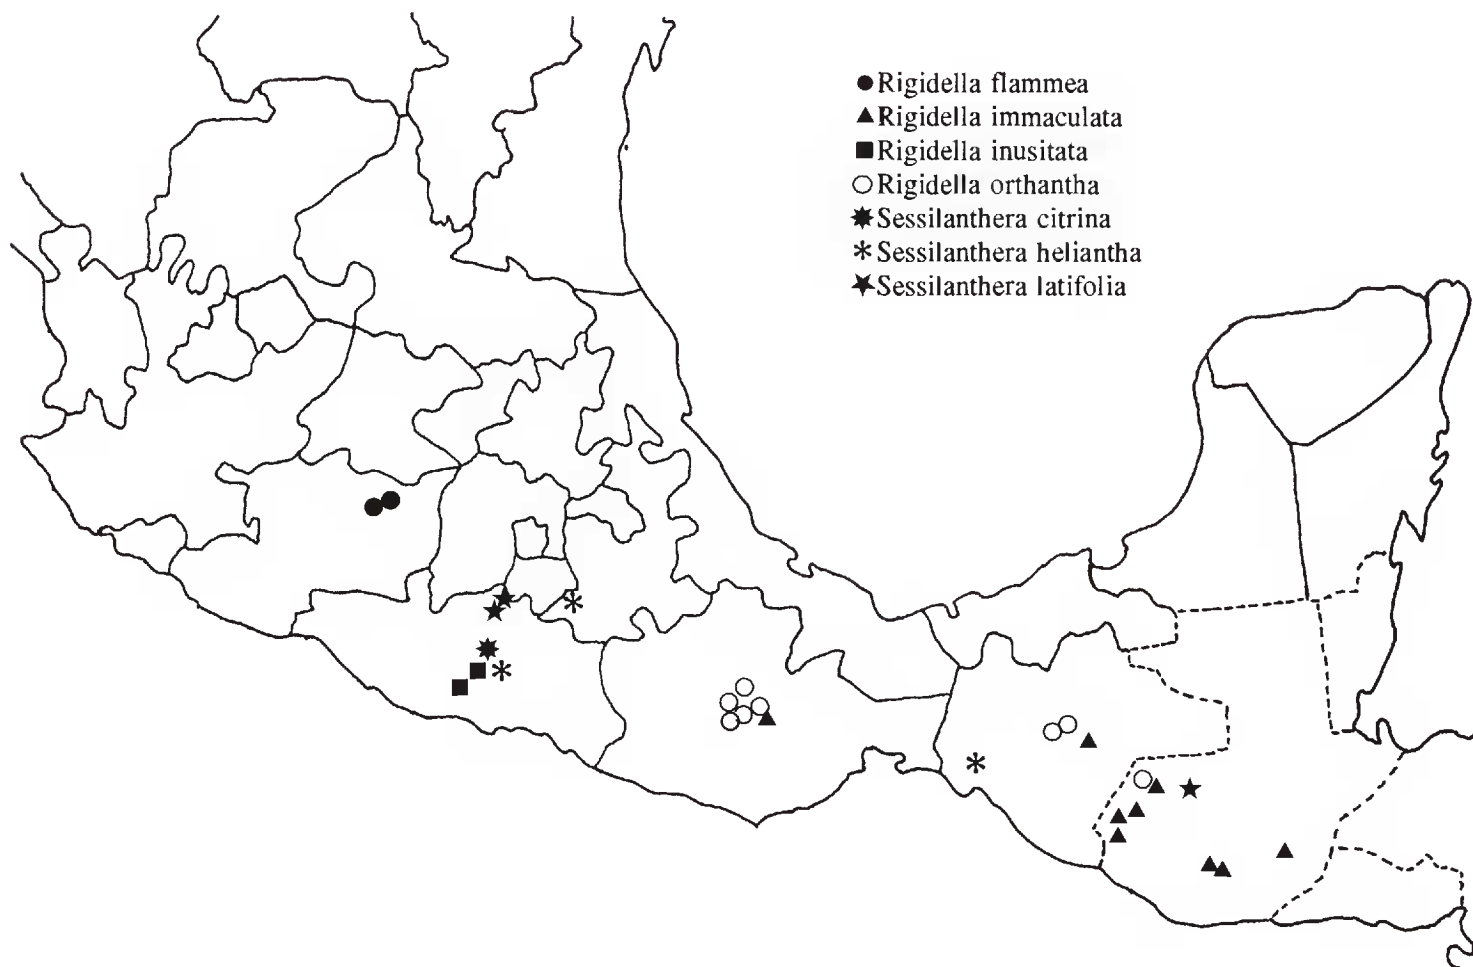 Rigidella flammea
Rigidella immaculata
Rigidella inusitata
Rigidella orthantha
Sessilanthera citrina
Sessilanthera heliantha
Sessilanthera latifolia